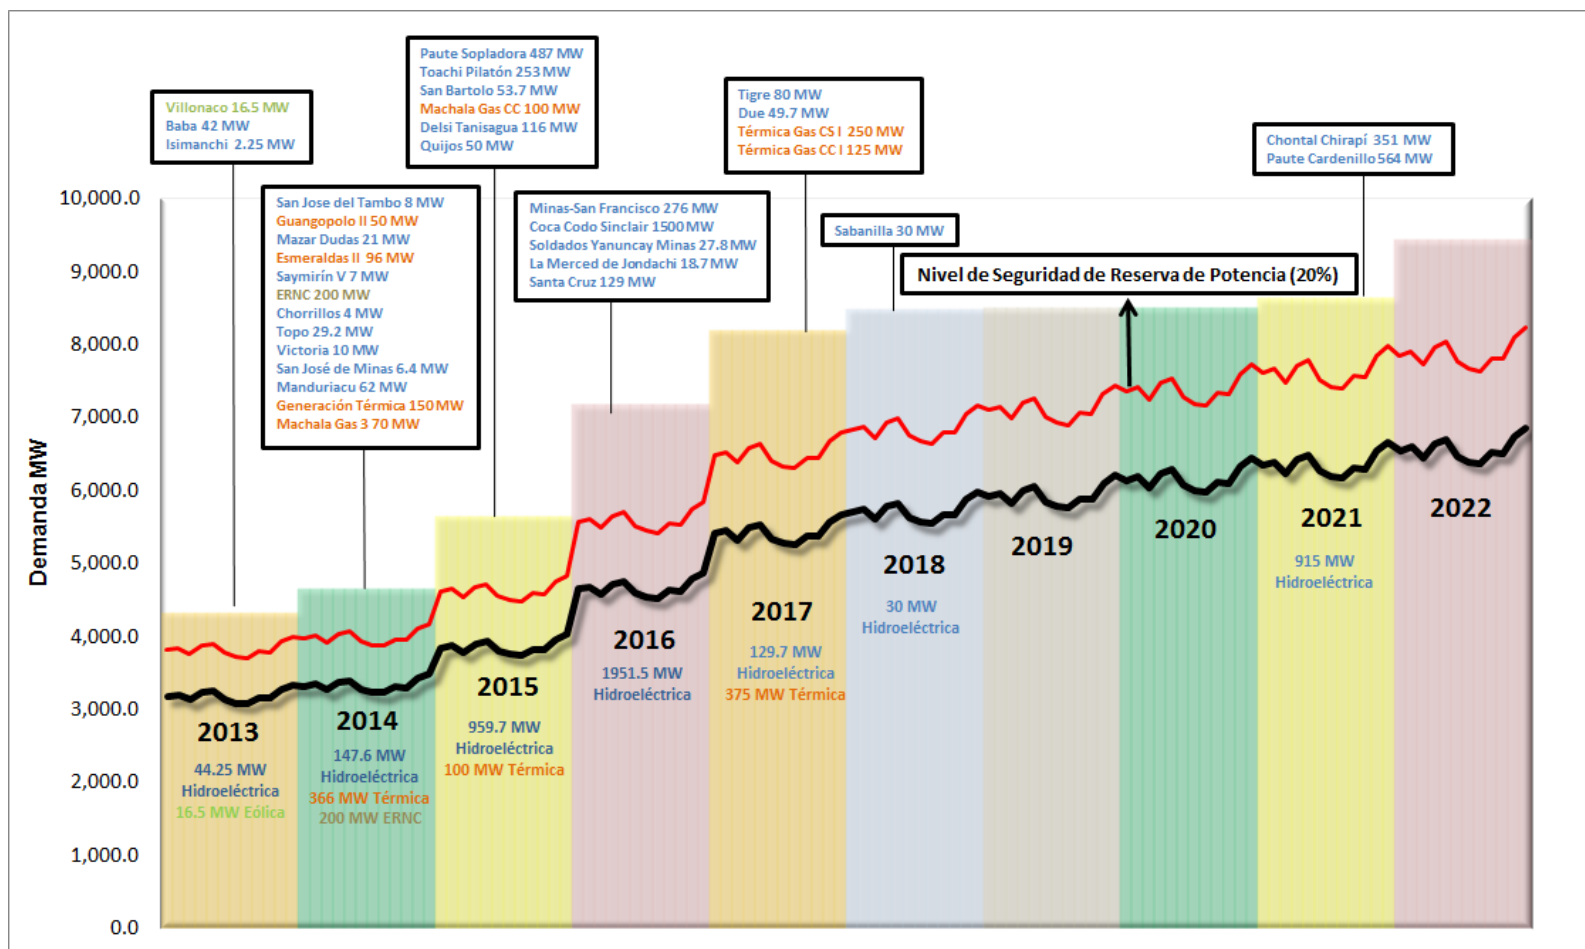 Paute Sopladora 487 MW
Toachi Pilatón 253 MW
San Bartolo 53.7 MW
Machala Gas CC 100 MW
Delsi Tanisagua 116 MW
Quijos 50 MW
Villonaco 16.5 MW
Baba 42 MW
Isimanchi 2.25 MW
Tigre 80 MW
Due 49.7 MW
Térmica Gas CS I 250 MW
Térmica Gas CC I 125 MW
Chontal Chirapí 351 MW
Paute Cardenillo 564 MW
San Jose del Tambo 8 MW
Guangopolo II 50 MW
Mazar Dudas 21 MW
Esmeraldas II 96 MW
Saymirín V 7 MW
ERNC 200 MW
Chorrillos 4 MW
Topo 29.2 MW
Victoria 10 MW
San José de Minas 6.4 MW
Manduriacu 62 MW
Generación Térmica 150 MW
Machala Gas 3 70 MW
Minas-San Francisco 276 MW
Coca Codo Sinclair 1500 MW
Soldados Yanuncay Minas 27.8 MW
La Merced de Jondachi 18.7 MW
Santa Cruz 129 MW
Sabanilla 30 MW
Nivel de Seguridad de Reserva de Potencia (20%)
Demanda MW
10,000.0
9,000.0
8,000.0
7,000.0
6,000.0
5,000.0
4,000.0
3,000.0
2,000.0
1,000.0
0.0
2013
44.25 MW
Hidroeléctrica
16.5 MW Eólica
2014
147.6 MW
Hidroeléctrica
366 MW Térmica
200 MW ERNC
2015
959.7 MW
Hidroeléctrica
100 MW Térmica
2016
1951.5 MW
Hidroeléctrica
2017
129.7 MW
Hidroeléctrica
375 MW Térmica
2018
30 MW
Hidroeléctrica
2019
2020
2021
915 MW
Hidroeléctrica
2022